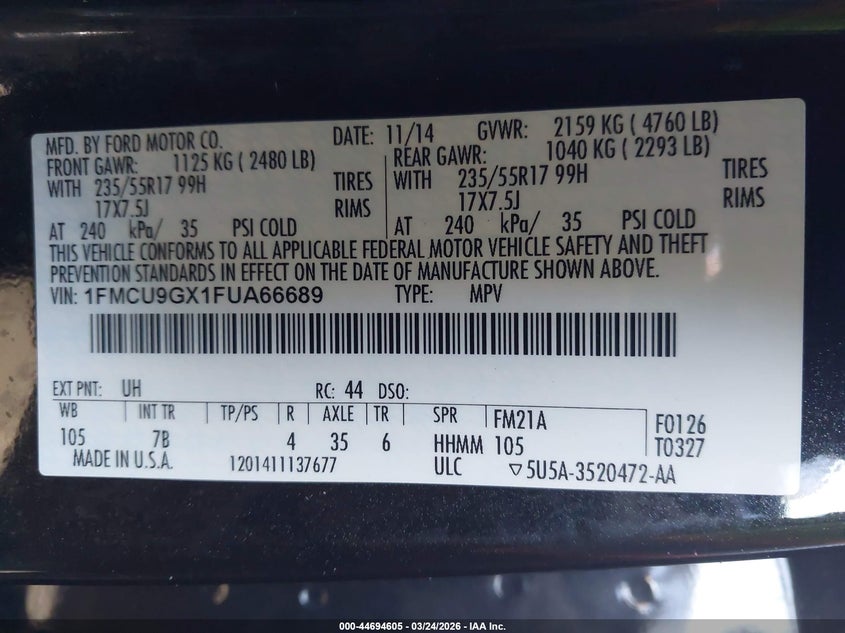 MFD. BY FORD MOTOR CO. DATE: 11/14 GVWR: 2159 KG ( 4760 LB)
FRONT GAWR: 1125 KG ( 2480 LB) REAR GAWR: 1040 KG ( 2293 LB)
WITH 235/55R17 99H TIRES WITH 235/55R17 99H TIRES
17X7.5J RIMS 17X7.5J RIMS
AT 240 kPa/ 35 PSI COLD AT 240 kPa/ 35 PSI COLD
THIS VEHICLE CONFORMS TO ALL APPLICABLE FEDERAL MOTOR VEHICLE SAFETY AND THEFT
PREVENTION STANDARDS IN EFFECT ON THE DATE OF MANUFACTURE SHOWN ABOVE.
VIN: 1FMCU9GX1FUA66689 TYPE: MPV
EXT PNT: UH RC: 44 DSO:
WB INT TR TP/PS R AXLE TR SPR FM21A F0126
105 7B 4 35 6 HHMM 105 T0327
MADE IN U.S.A. 1201411137677 ULC ▽5U5A-3520472-AA
000-44694605 - 03/24/2026 - IAA Inc.